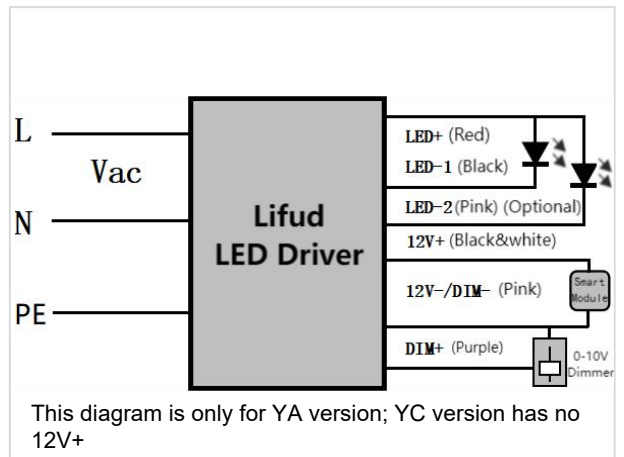 L
Vac
N
PE
Lifud
LED Driver
LED+ (Red)
LED-1 (Black)
LED-2(Pink) (Optional)
12V+ (Black&white)
12V-/DIM- (Pink)
DIM+ (Purple)
Smart
Module
0-10V
Dimmer
This diagram is only for YA version; YC version has no
12V+